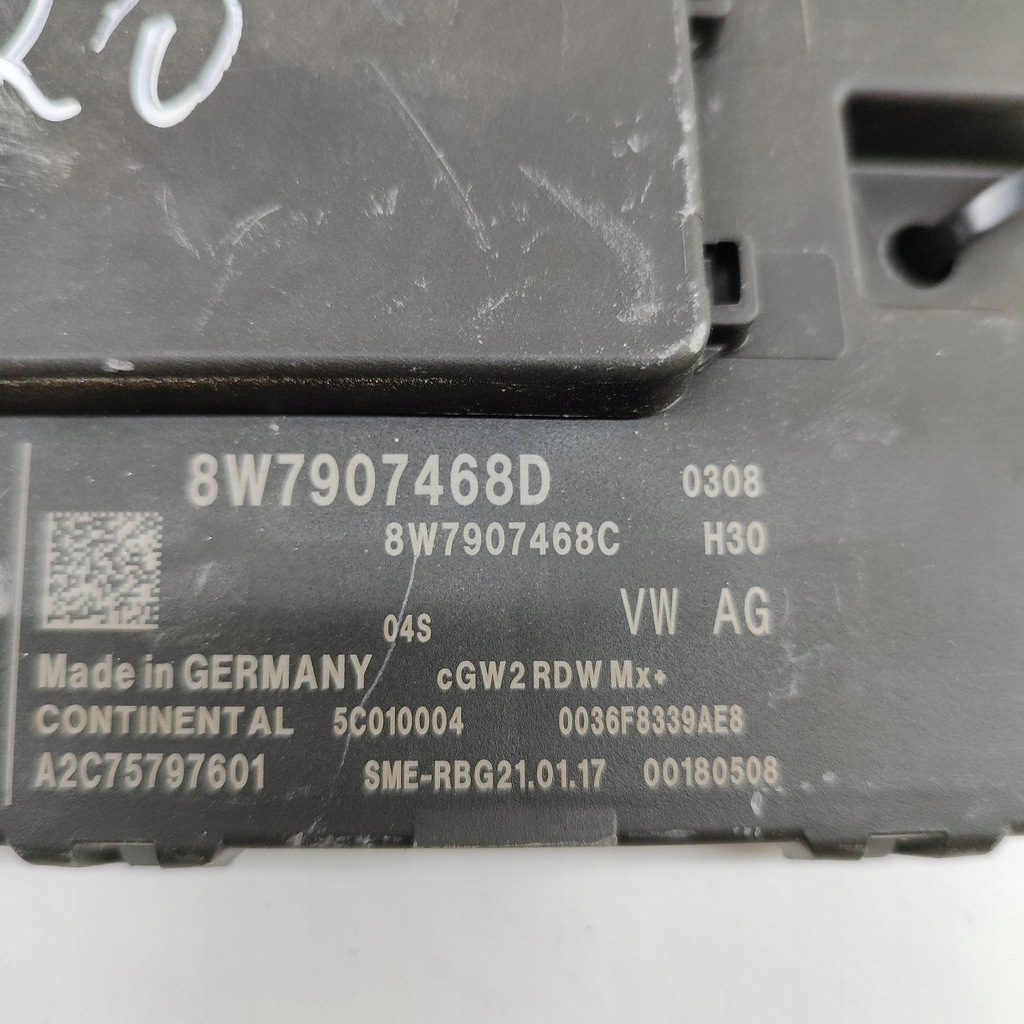 20
8W7907468D 0308
8W7907468C H30
04S VW AG
Made in GERMANY cGW2 RDW Mx+
CONTINENTAL 5C010004 0036F8339AE8
A2C75797601 SME-RBG21.01.17 00180508